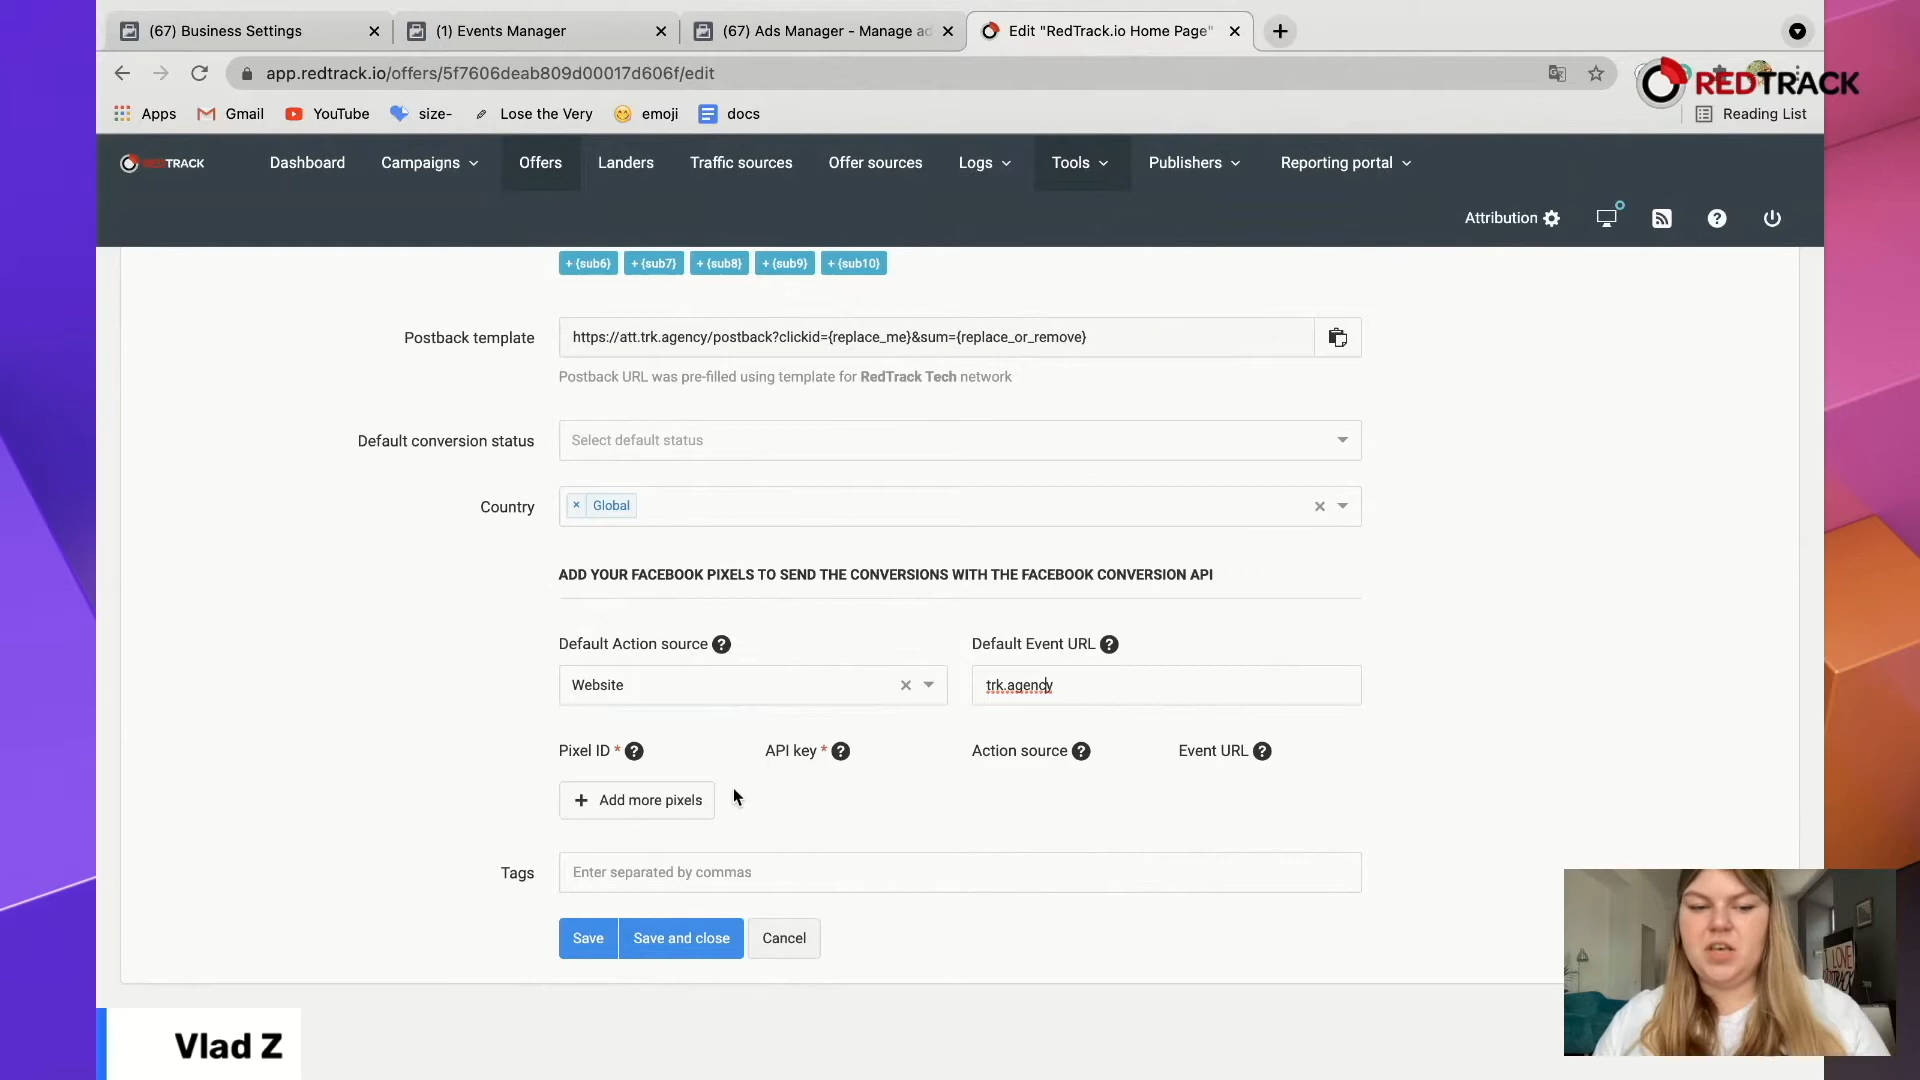 (67) Business Settings
(1) Events Manager
(67) Ads Manager - Manage ad
Edit "RedTrack.io Home Page"
app.redtrack.io/offers/5f7606deab809d00017d606f/edit
REDTRACK
Apps
Gmail
YouTube
size-
Lose the Very
emoji
docs
Reading List
REDTRACK
Dashboard
Campaigns
Offers
Landers
Traffic sources
Offer sources
Logs
Tools
Publishers
Reporting portal
Attribution
+ {sub6}
+ {sub7}
+ {sub8}
+ {sub9}
+ {sub10}
Postback template
https://att.trk.agency/postback?clickid={replace_me}&sum={replace_or_remove}
Postback URL was pre-filled using template for RedTrack Tech network
Default conversion status
Select default status
Country
× Global
ADD YOUR FACEBOOK PIXELS TO SEND THE CONVERSIONS WITH THE FACEBOOK CONVERSION API
Default Action source ?
Default Event URL ?
Website
trk.agency
Pixel ID * ?
API key * ?
Action source ?
Event URL ?
+ Add more pixels
Tags
Enter separated by commas
Save
Save and close
Cancel
I LOVE
Vlad Z